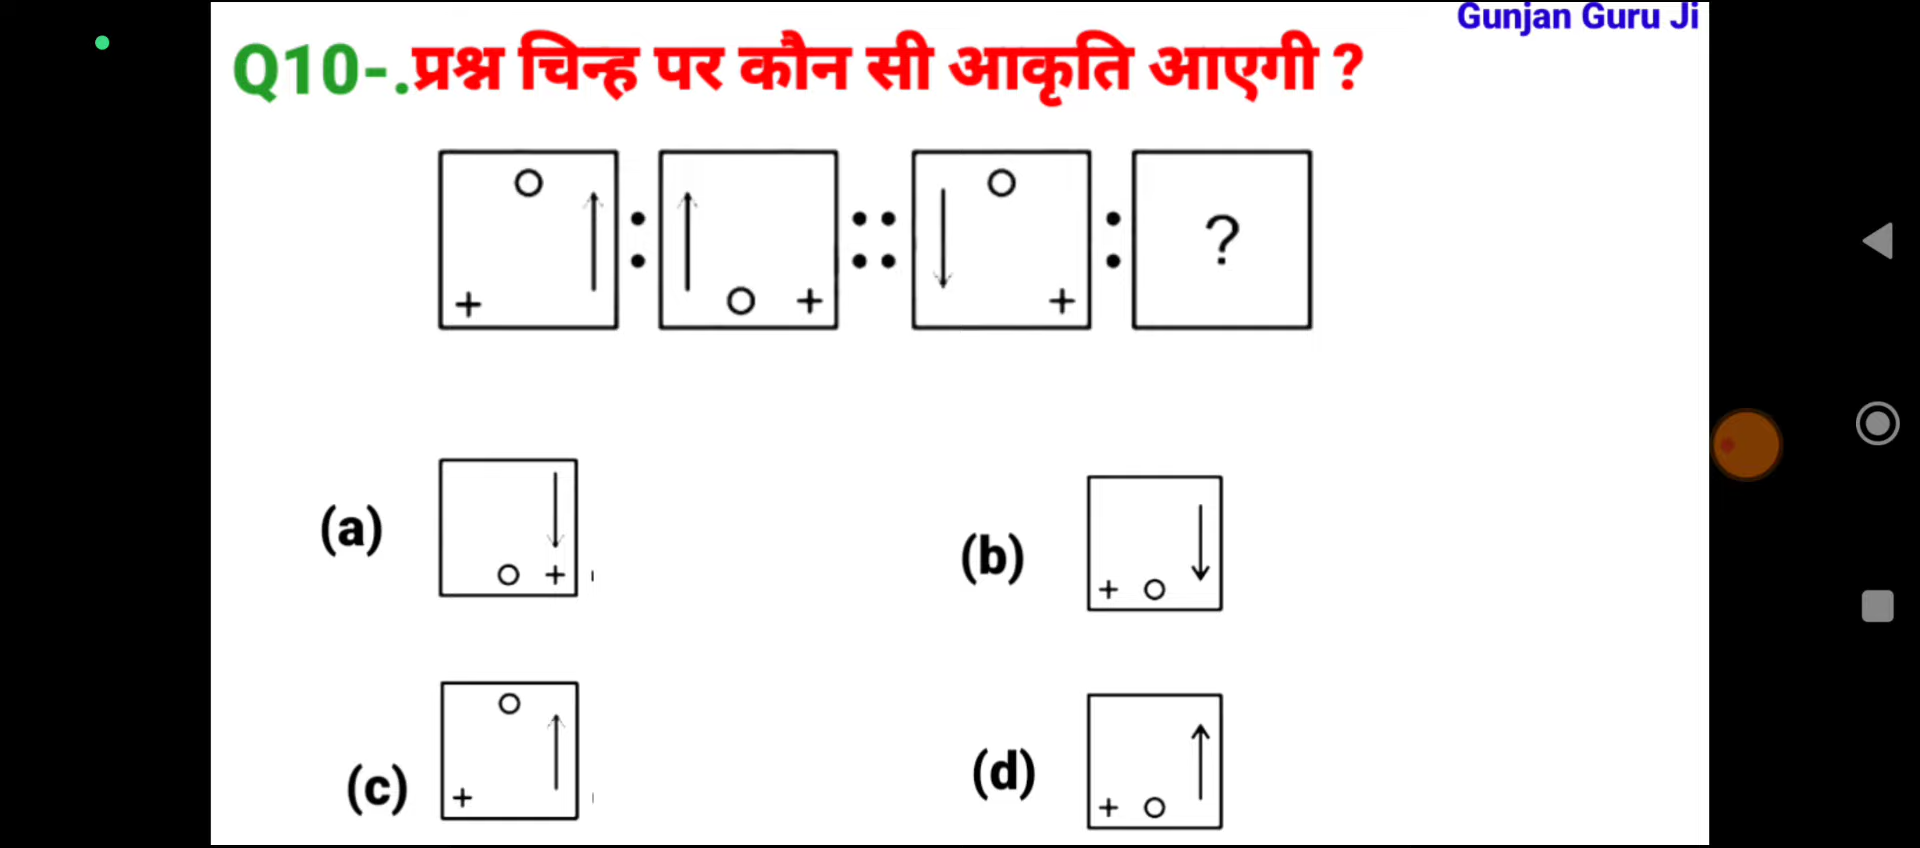 Gunjan Guru Ji
Q10-.प्रश्न चिन्ह पर कौन सी आकृति आएगी ?
: :: : ?
(a)
(b)
(c)
(d)